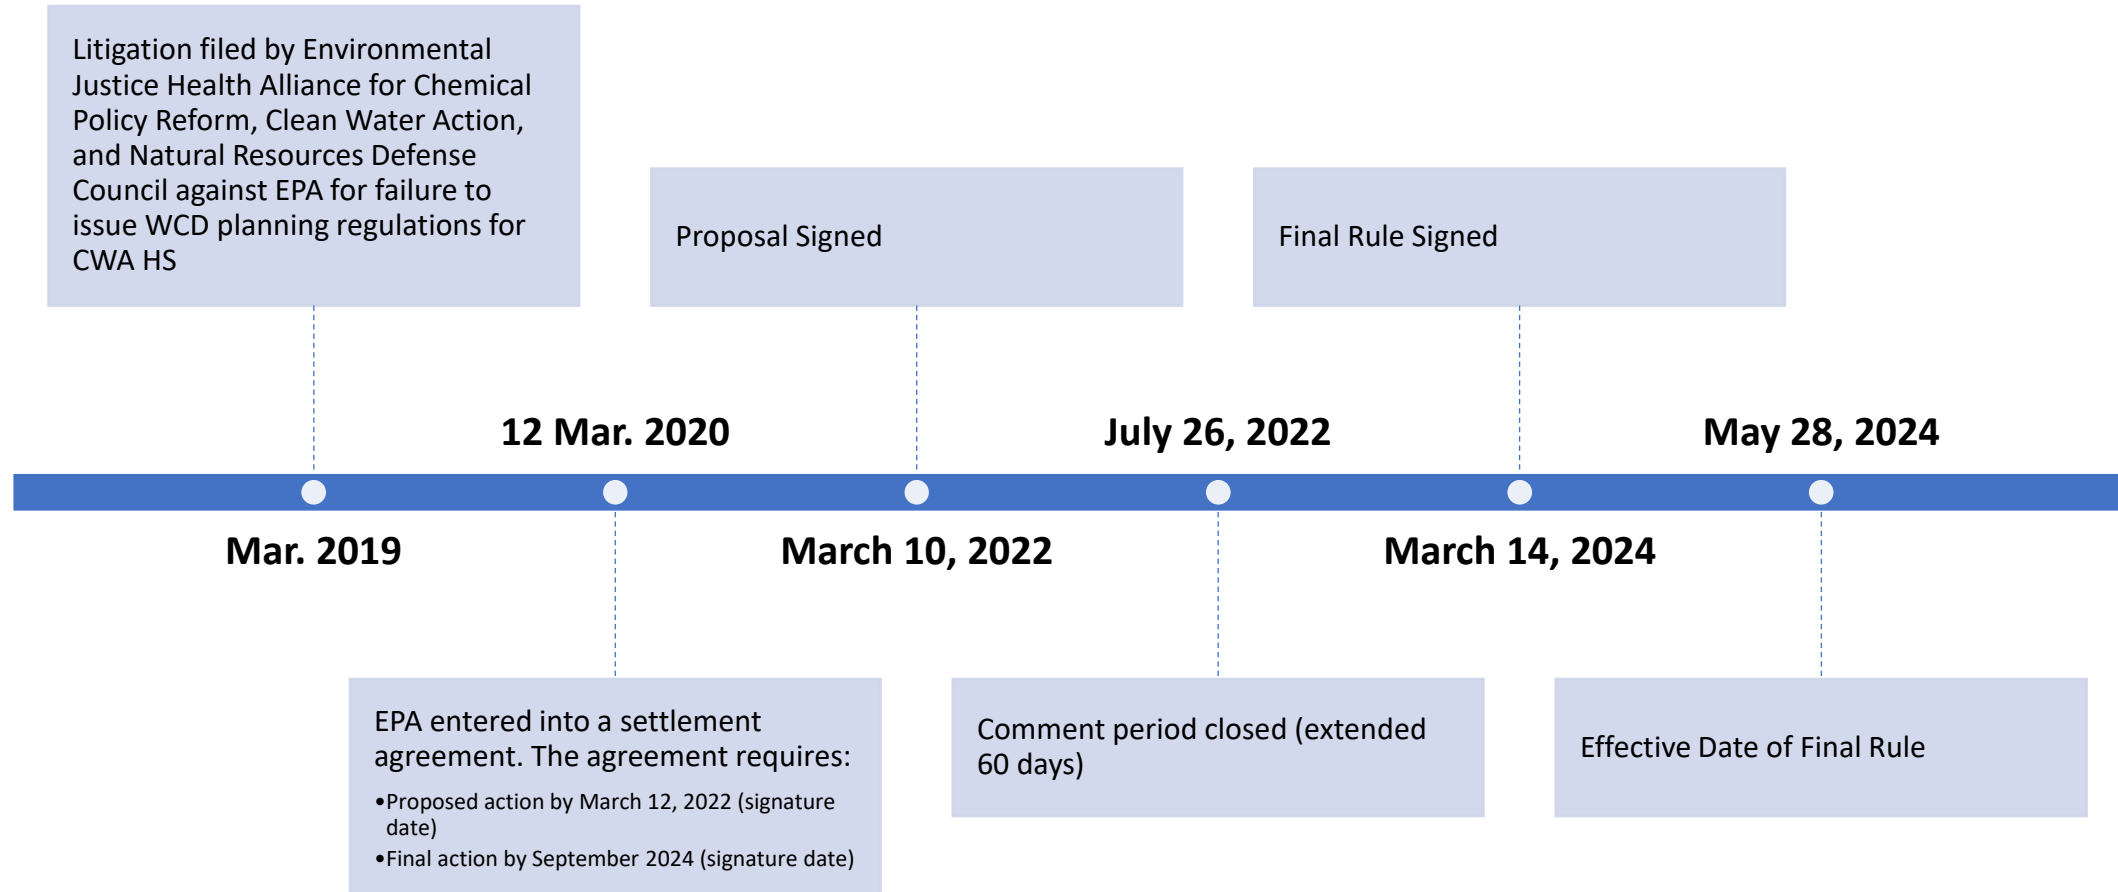 Litigation filed by Environmental
Justice Health Alliance for Chemical
Policy Reform, Clean Water Action,
and Natural Resources Defense
Council against EPA for failure to
issue WCD planning regulations for
CWA HS
Mar. 2019
12 Mar. 2020
EPA entered into a settlement
agreement. The agreement requires:
•Proposed action by March 12, 2022 (signature
date)
•Final action by September 2024 (signature date)
Proposal Signed
March 10, 2022
July 26, 2022
Comment period closed (extended
60 days)
Final Rule Signed
March 14, 2024
May 28, 2024
Effective Date of Final Rule